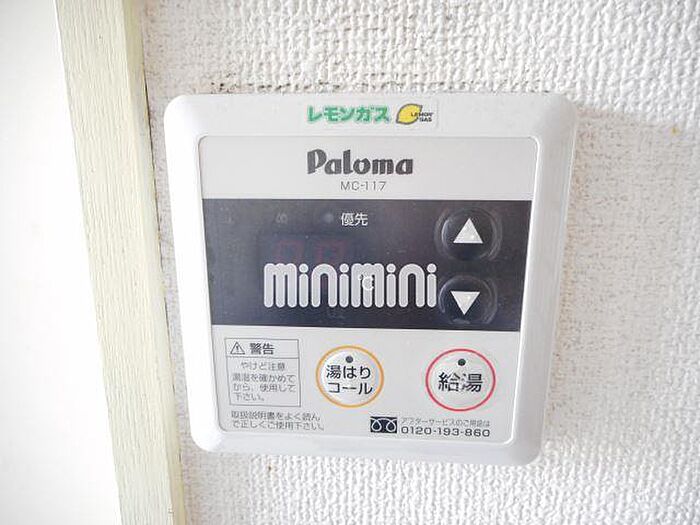 レモンガス LEMON GAS
Paloma
MC-117
優先
℃
minimini
⚠警告
やけど注意
湯温を確かめて
から、使用して
下さい。
取扱説明書をよく読ん
で正しくご使用下さい。
湯はり
コール
給湯
アフターサービスのご用命は
0120-193-860